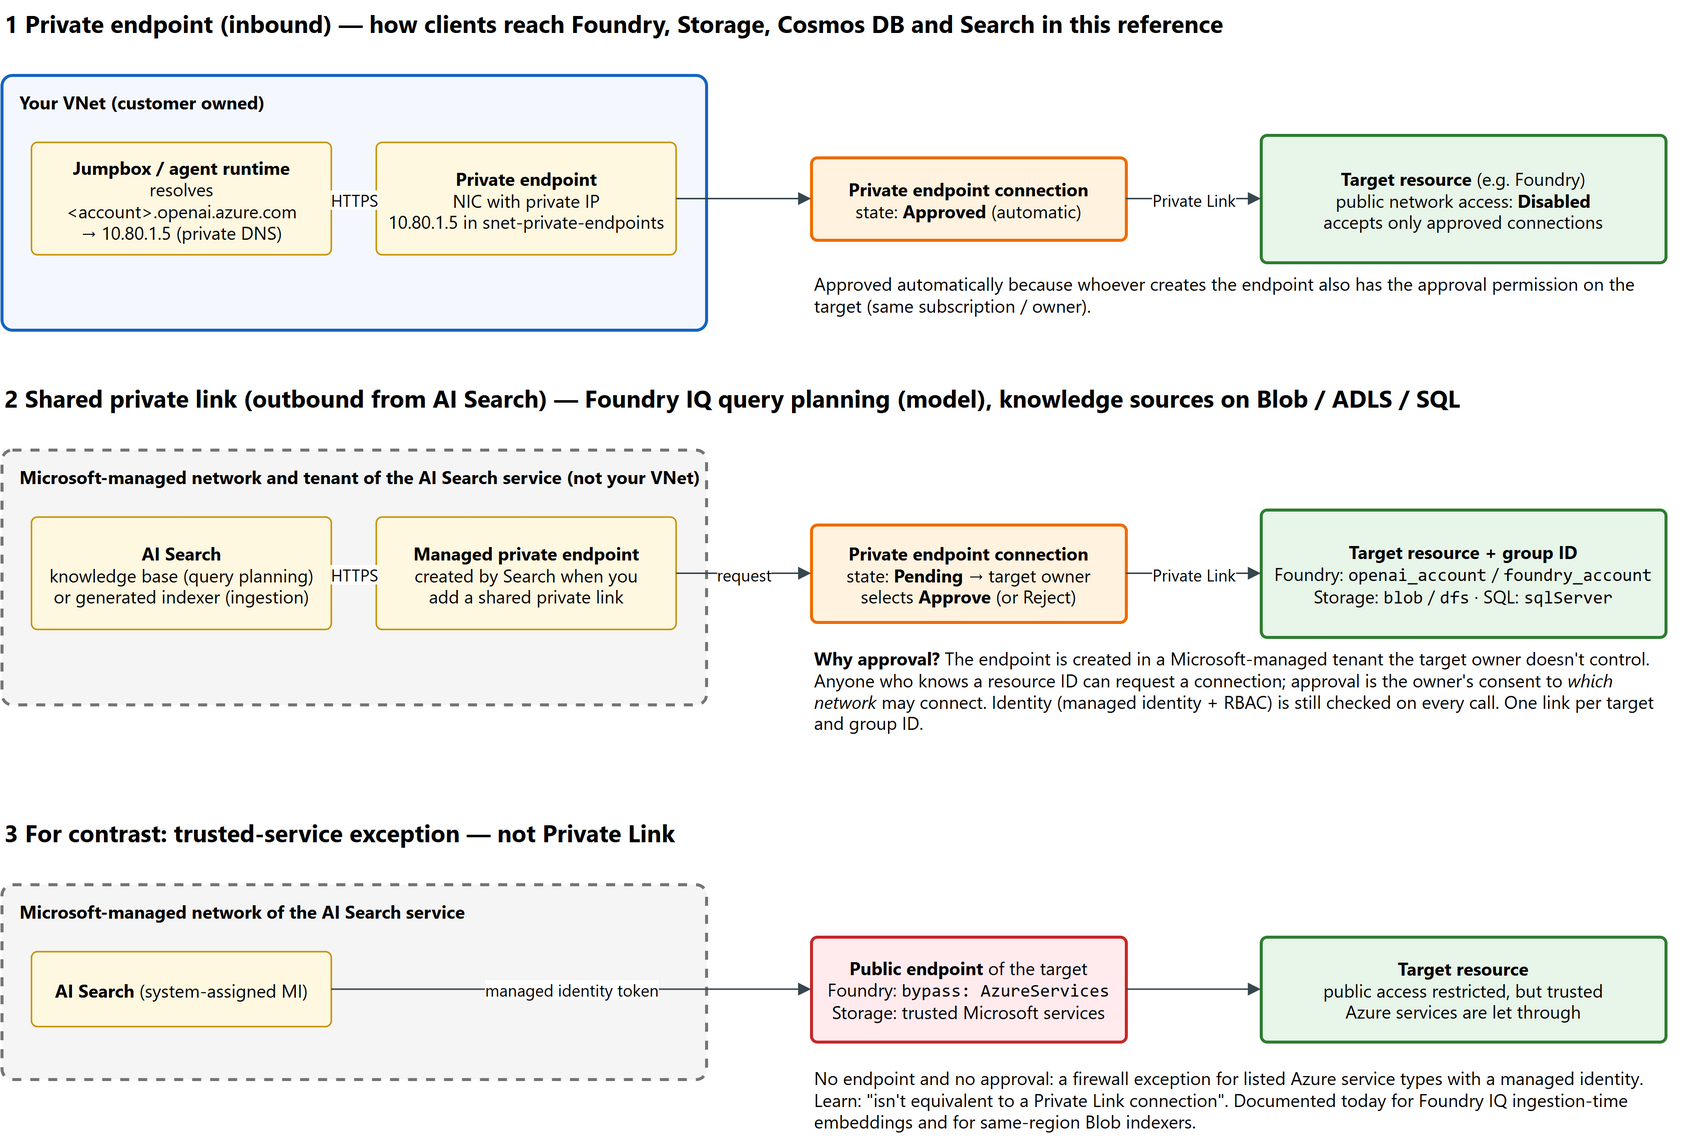 1 Private endpoint (inbound) — how clients reach Foundry, Storage, Cosmos DB and Search in this reference
Your VNet (customer owned)
Jumpbox / agent runtime
resolves
<account>.openai.azure.com
→ 10.80.1.5 (private DNS)
HTTPS
Private endpoint
NIC with private IP
10.80.1.5 in snet-private-endpoints
Private endpoint connection
state: Approved (automatic)
Private Link
Target resource (e.g. Foundry)
public network access: Disabled
accepts only approved connections
Approved automatically because whoever creates the endpoint also has the approval permission on the
target (same subscription / owner).
2 Shared private link (outbound from AI Search) — Foundry IQ query planning (model), knowledge sources on Blob / ADLS / SQL
Microsoft-managed network and tenant of the AI Search service (not your VNet)
AI Search
knowledge base (query planning)
or generated indexer (ingestion)
HTTPS
Managed private endpoint
created by Search when you
add a shared private link
request
Private endpoint connection
state: Pending → target owner
selects Approve (or Reject)
Private Link
Target resource + group ID
Foundry: openai_account / foundry_account
Storage: blob / dfs · SQL: sqlServer
Why approval? The endpoint is created in a Microsoft-managed tenant the target owner doesn't control.
Anyone who knows a resource ID can request a connection; approval is the owner's consent to which
network may connect. Identity (managed identity + RBAC) is still checked on every call. One link per target
and group ID.
3 For contrast: trusted-service exception — not Private Link
Microsoft-managed network of the AI Search service
AI Search (system-assigned MI)
managed identity token
Public endpoint of the target
Foundry: bypass: AzureServices
Storage: trusted Microsoft services
Target resource
public access restricted, but trusted
Azure services are let through
No endpoint and no approval: a firewall exception for listed Azure service types with a managed identity.
Learn: "isn't equivalent to a Private Link connection". Documented today for Foundry IQ ingestion-time
embeddings and for same-region Blob indexers.